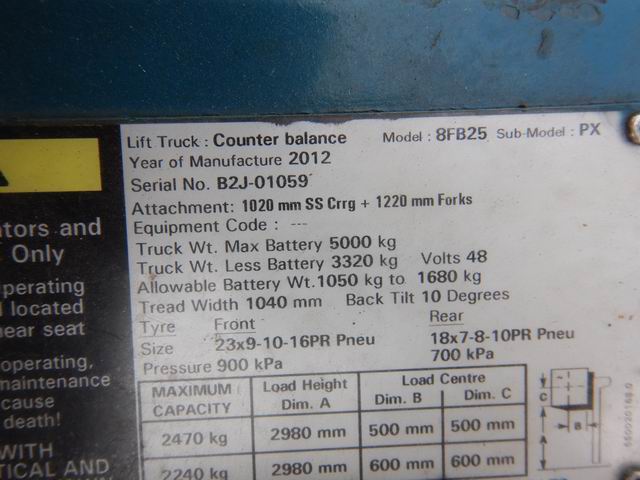 Lift Truck : Counter balance Model : 8FB25 Sub-Model : PX
Year of Manufacture 2012
Serial No. B2J-01059
Attachment: 1020 mm SS Crrg + 1220 mm Forks
Equipment Code : ---
Truck Wt. Max Battery 5000 kg
Truck Wt. Less Battery 3320 kg Volts 48
Allowable Battery Wt.1050 kg to 1680 kg
Tread Width 1040 mm Back Tilt 10 Degrees
Tyre Front Rear
Size 23x9-10-16PR Pneu 18x7-8-10PR Pneu
Pressure 900 kPa 700 kPa
MAXIMUM CAPACITY Load Height Dim. A Load Centre Dim. B Dim. C
2470 kg 2980 mm 500 mm 500 mm
2240 kg 2980 mm 600 mm 600 mm
C
A
B
ators and
Only
perating
located
near seat
operating,
maintenance
cause
death!
WITH
TICAL AND